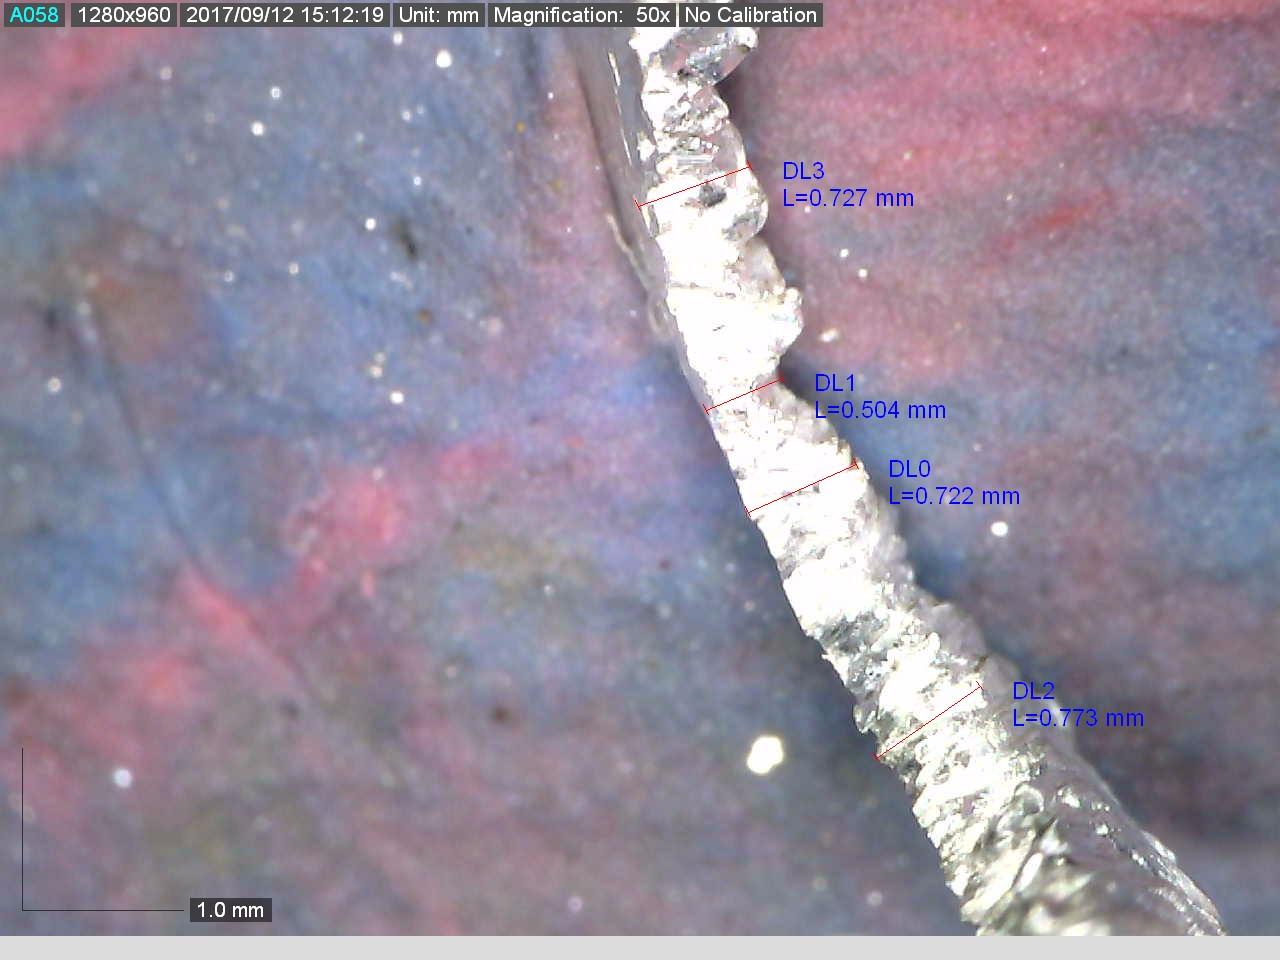 A058 1280x960 2017/09/12 15:12:19 Unit: mm Magnification: 50x No Calibration
DL3
L=0.727 mm
DL1
L=0.504 mm
DL0
L=0.722 mm
DL2
L=0.773 mm
1.0 mm